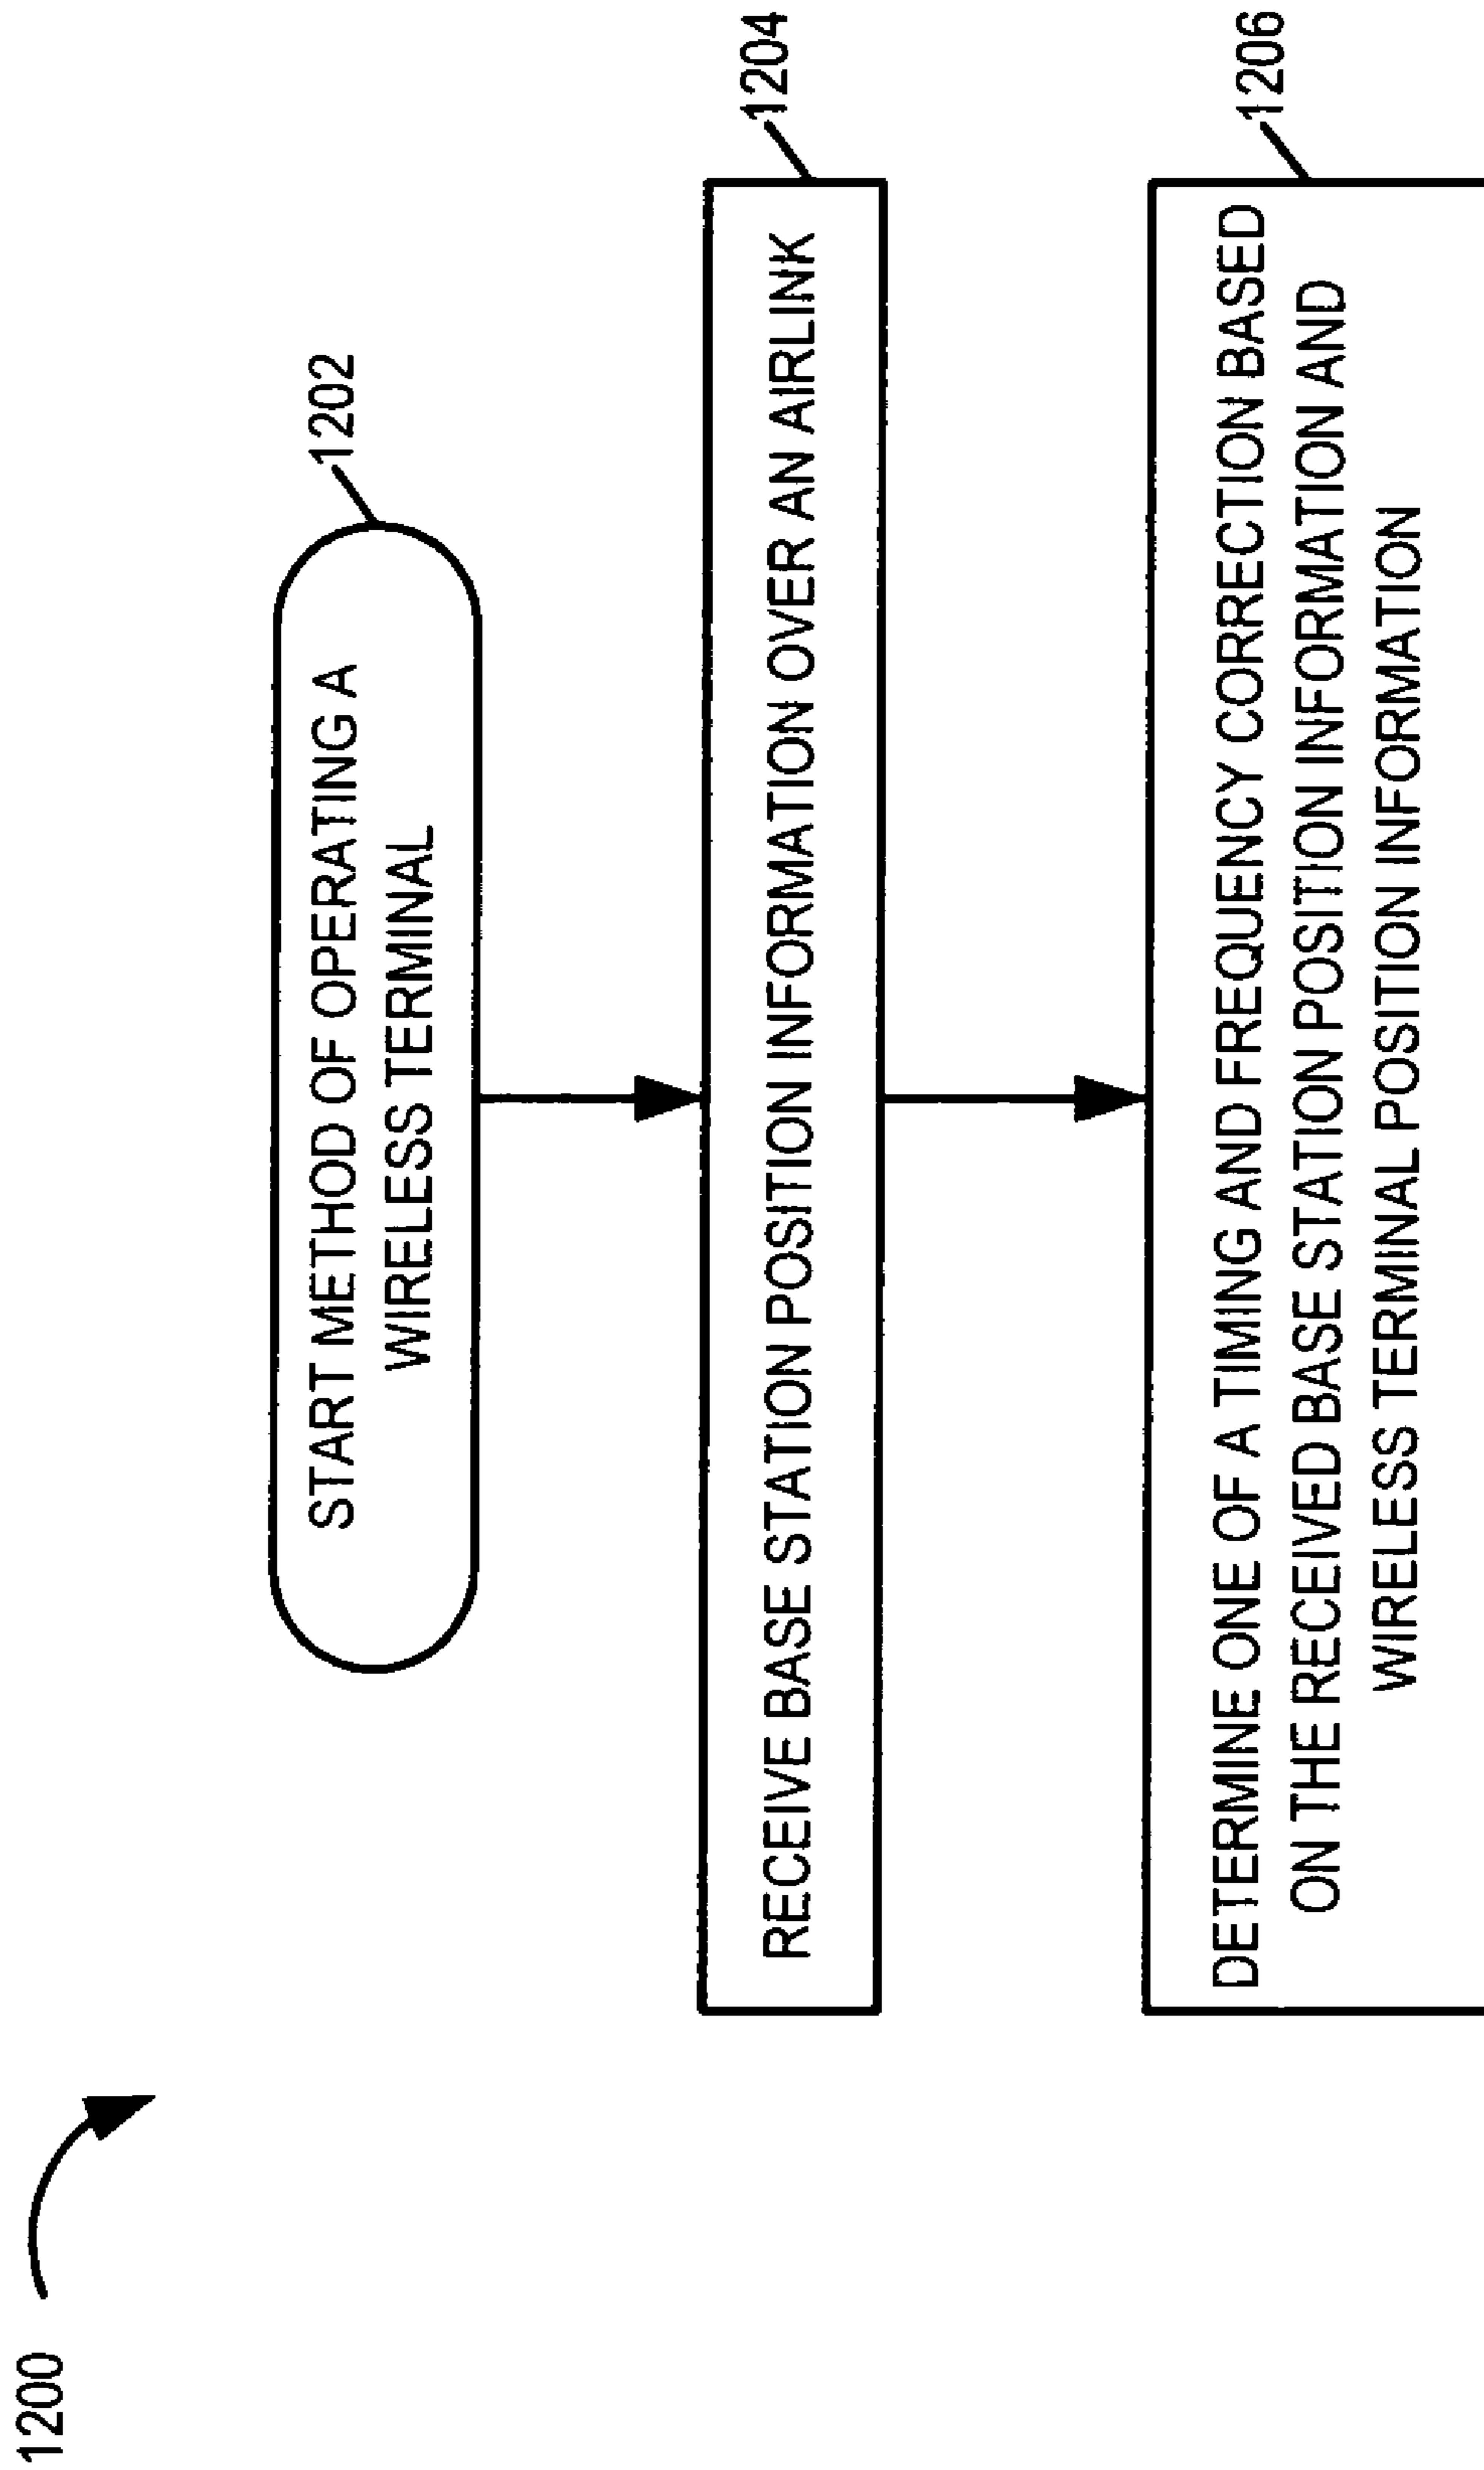 1200
START METHOD OF OPERATING A
WIRELESS TERMINAL
1202
RECEIVE BASE STATION POSITION INFORMATION OVER AN AIRLINK
1204
DETERMINE ONE OF A TIMING AND FREQUENCY CORRECTION BASED
ON THE RECEIVED BASE STATION POSITION INFORMATION AND
WIRELESS TERMINAL POSITION INFORMATION
1206